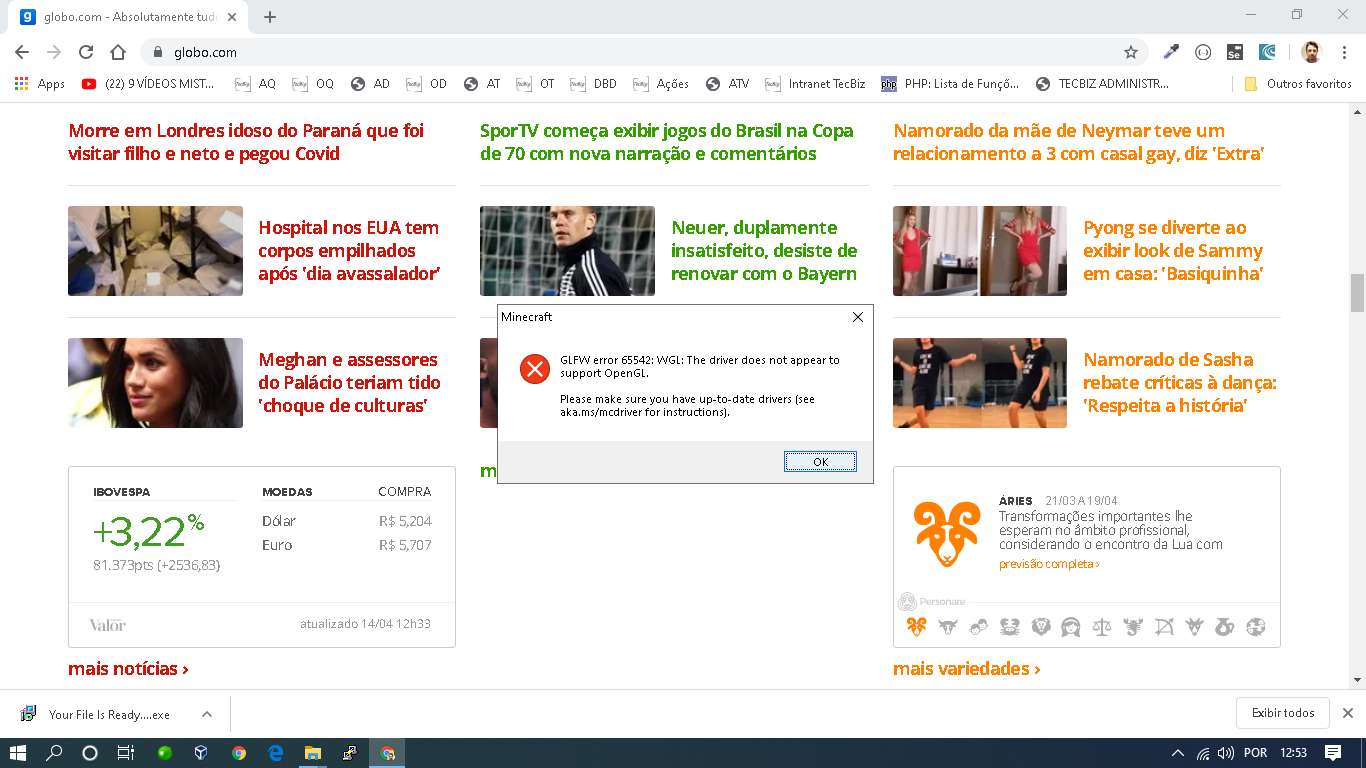 globo.com - Absolutamente tudo
globo.com
Apps
(22) 9 VÍDEOS MIST...
AQ
OQ
AD
OD
AT
OT
DBD
Ações
ATV
Intranet TecBiz
PHP: Lista de Funçõ...
TECBIZ ADMINISTR...
Outros favoritos
Morre em Londres idoso do Paraná que foi
visitar filho e neto e pegou Covid
SporTV começa exibir jogos do Brasil na Copa
de 70 com nova narração e comentários
Namorado da mãe de Neymar teve um
relacionamento a 3 com casal gay, diz 'Extra'
Hospital nos EUA tem
corpos empilhados
após 'dia avassalador'
Neuer, duplamente
insatisfeito, desiste de
renovar com o Bayern
Pyong se diverte ao
exibir look de Sammy
em casa: 'Basiquinha'
Meghan e assessores
do Palácio teriam tido
'choque de culturas'
Minecraft
GLFW error 65542: WGL: The driver does not appear to
support OpenGL.
Please make sure you have up-to-date drivers (see
aka.ms/mcdriver for instructions).
OK
Namorado de Sasha
rebate críticas à dança:
'Respeita a história'
m
IBOVESPA
+3,22%
81.373pts (+2536,83)
MOEDAS COMPRA
Dólar R$ 5,204
Euro R$ 5,707
Valor
atualizado 14/04 12h33
ÁRIES 21/03 A 19/04
Transformações importantes lhe
esperam no âmbito profissional,
considerando o encontro da Lua com
previsão completa ›
Personare
mais notícias ›
mais variedades ›
Your File Is Ready....exe
Exibir todos
POR
12:53